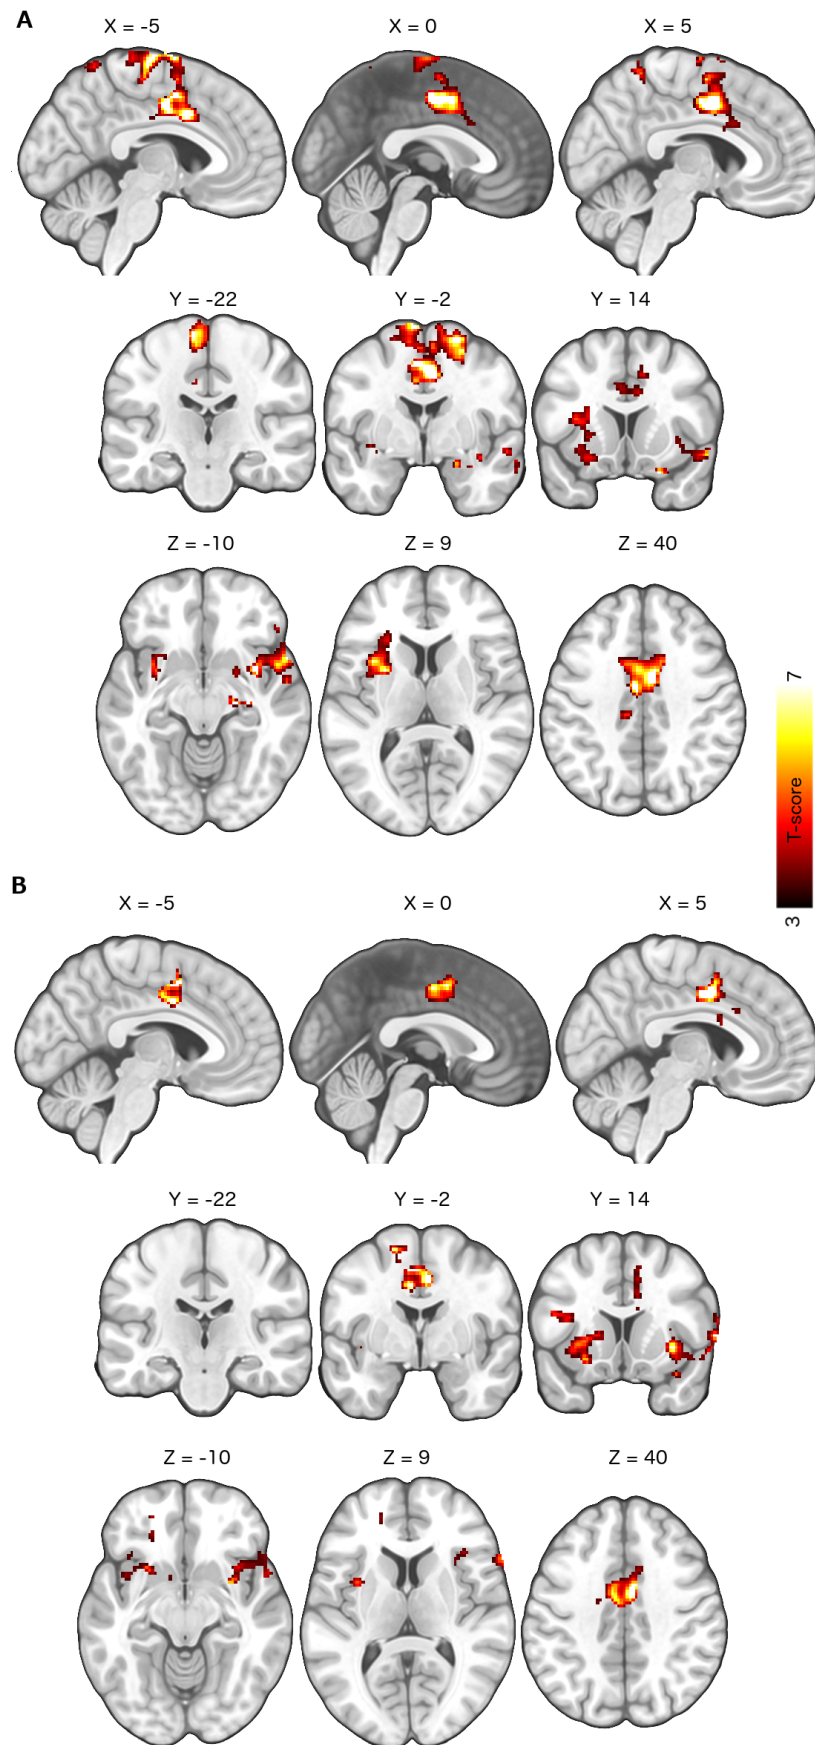 A
X = -5 X = 0 X = 5
Y = -22 Y = -2 Y = 14
Z = -10 Z = 9 Z = 40
7
T-score
3
B
X = -5 X = 0 X = 5
Y = -22 Y = -2 Y = 14
Z = -10 Z = 9 Z = 40